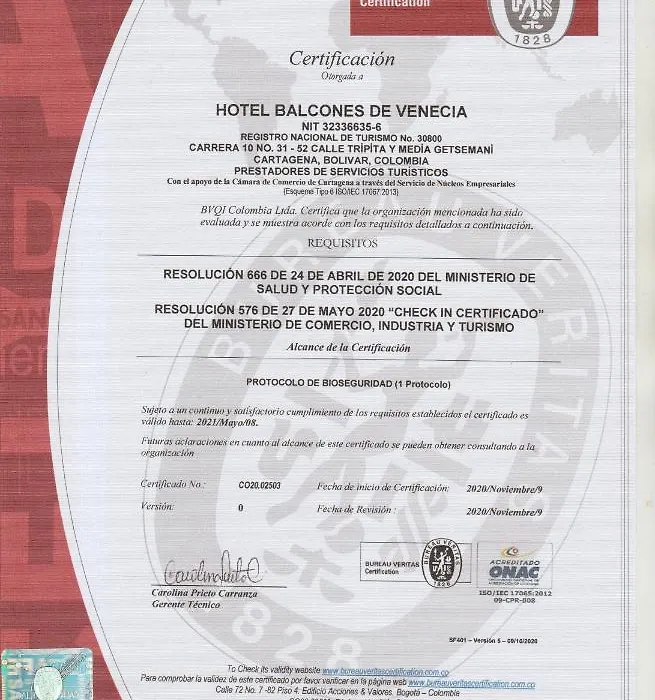 Certification
1828
Certificación
Otorgada a
HOTEL BALCONES DE VENECIA
NIT 32336635-6
REGISTRO NACIONAL DE TURISMO No. 30800
CARRERA 10 NO. 31 - 52 CALLE TRÍPITA Y MEDÍA GETSEMANÍ
CARTAGENA, BOLIVAR, COLOMBIA
PRESTADORES DE SERVICIOS TURÍSTICOS
Con el apoyo de la Cámara de Comercio de Cartagena a través del Servicio de Núcleos Empresariales
(Esquema Tipo 6 ISO/IEC 17067:2013)
BVQI Colombia Ltda. Certifica que la organización mencionada ha sido
evaluada y se muestra acorde con los requisitos detallados a continuación.
REQUISITOS
RESOLUCIÓN 666 DE 24 DE ABRIL DE 2020 DEL MINISTERIO DE
SALUD Y PROTECCIÓN SOCIAL
RESOLUCIÓN 576 DE 27 DE MAYO 2020 “CHECK IN CERTIFICADO”
DEL MINISTERIO DE COMERCIO, INDUSTRIA Y TURISMO
Alcance de la Certificación
PROTOCOLO DE BIOSEGURIDAD (1 Protocolo)
Sujeto a un continuo y satisfactorio cumplimiento de los requisitos establecidos el certificado es
válido hasta: 2021/Mayo/08.
Futuras aclaraciones en cuanto al alcance de este certificado se pueden obtener consultando a la
organización
Certificado No.: CO20.02503 Fecha de inicio de Certificación: 2020/Noviembre/9
Versión: 0 Fecha de Revisión : 2020/Noviembre/9
Carolina Prieto Carranza
Gerente Técnico
BUREAU VERITAS
Certification
BUREAU VERITAS
1828
ACREDITADO
ONAC
ISO/IEC 17065:2012
09-CPR-008
SF401 – Versión 5 – 09/10/2020
To Check its validity website www.bureauveritascertification.com.co
Para comprobar la validez de este certificado por favor verificar en la página web www.bureauveritascertification.com.co
Calle 72 No. 7 -82 Piso 4. Edificio Acciones & Valores. Bogotá – Colombia